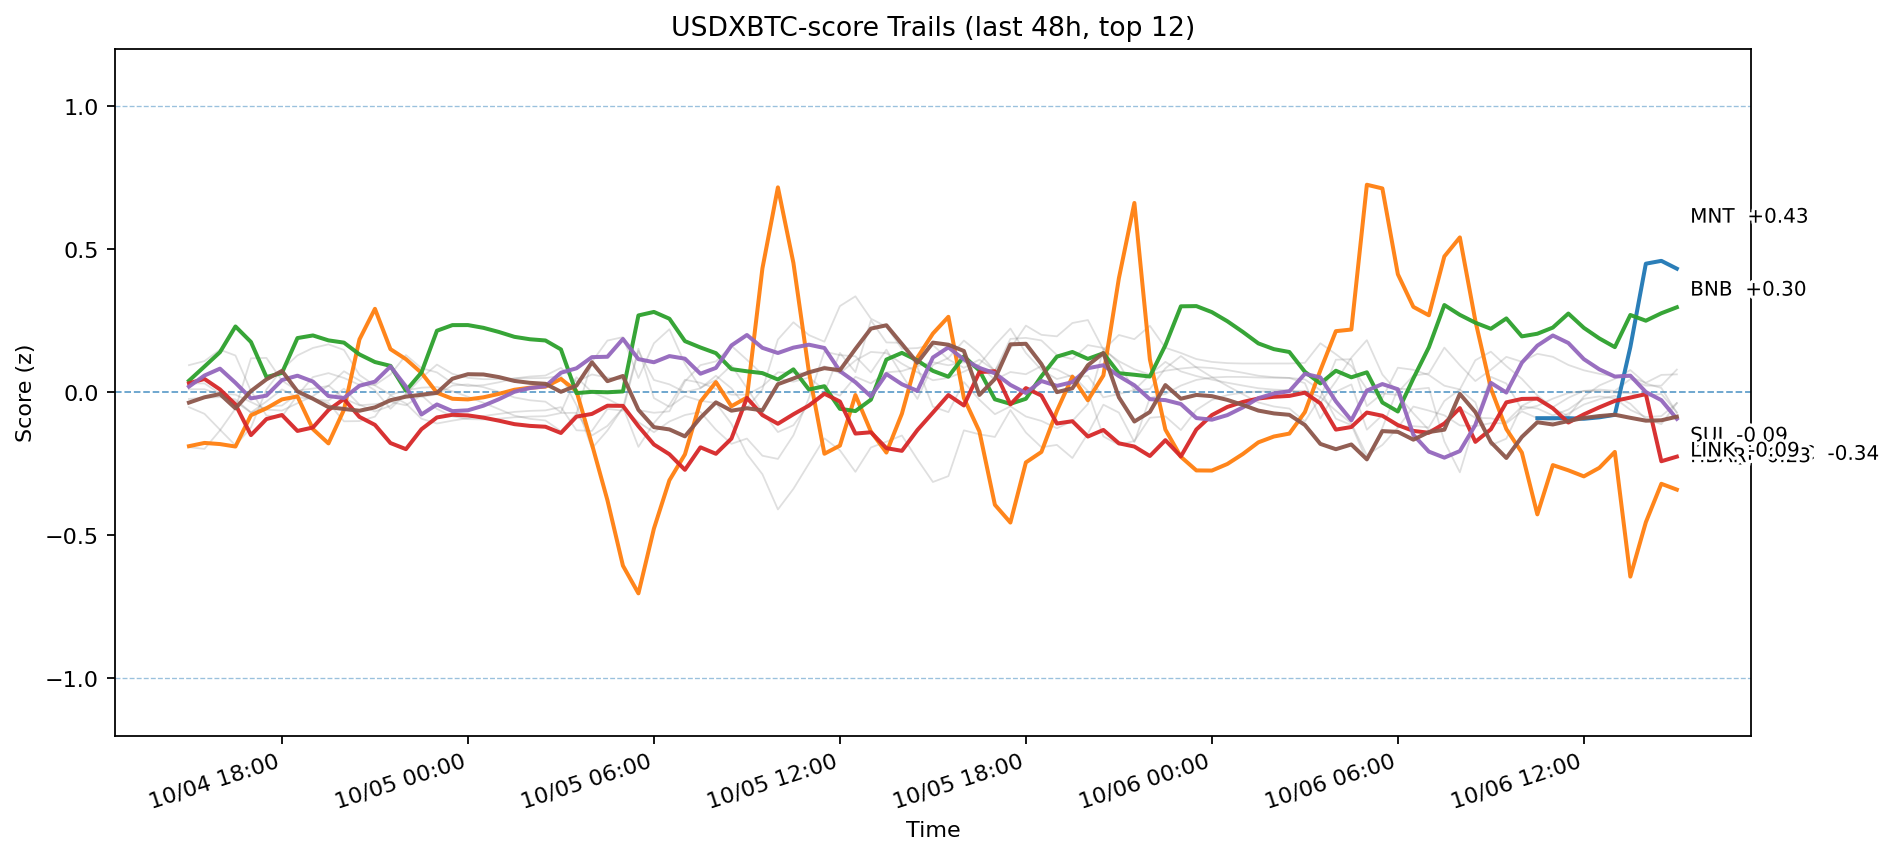 USDXBTC-score Trails (last 48h, top 12)
Score (z)
1.0
0.5
0.0
−0.5
−1.0
MNT +0.43
BNB +0.30
SUI -0.09
LINK -0.09
-0.34
10/04 18:00
10/05 00:00
10/05 06:00
10/05 12:00
10/05 18:00
10/06 00:00
10/06 06:00
10/06 12:00
Time